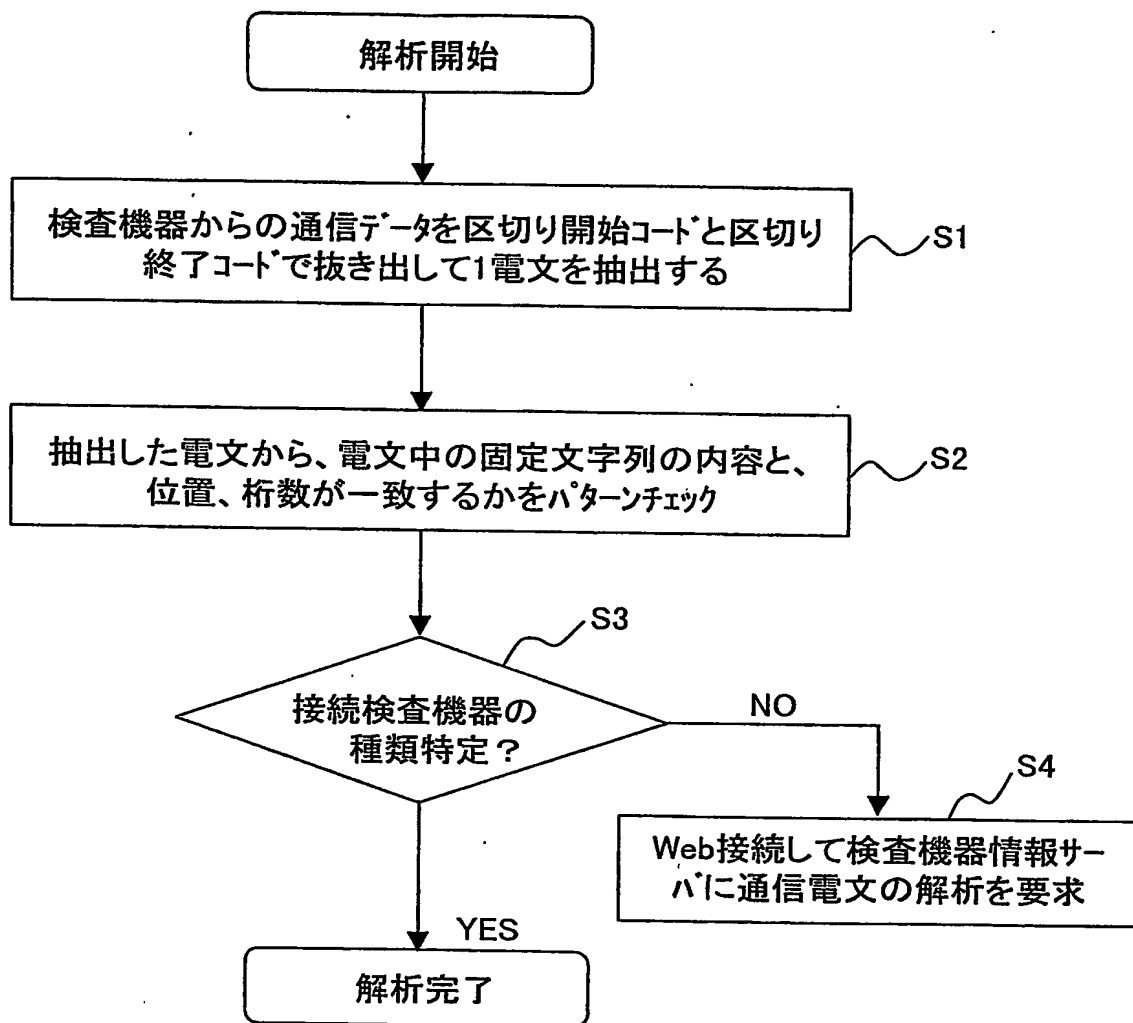 解析開始
検査機器からの通信ﾃﾞｰﾀを区切り開始ｺｰﾄﾞと区切り
終了ｺｰﾄﾞで抜き出して1電文を抽出する
S1
抽出した電文から、電文中の固定文字列の内容と、
位置、桁数が一致するかをﾊﾟﾀｰﾝﾁｪｯｸ
S2
S3
接続検査機器の
種類特定？
NO
S4
Web接続して検査機器情報ｻｰ
ﾊﾞに通信電文の解析を要求
YES
解析完了